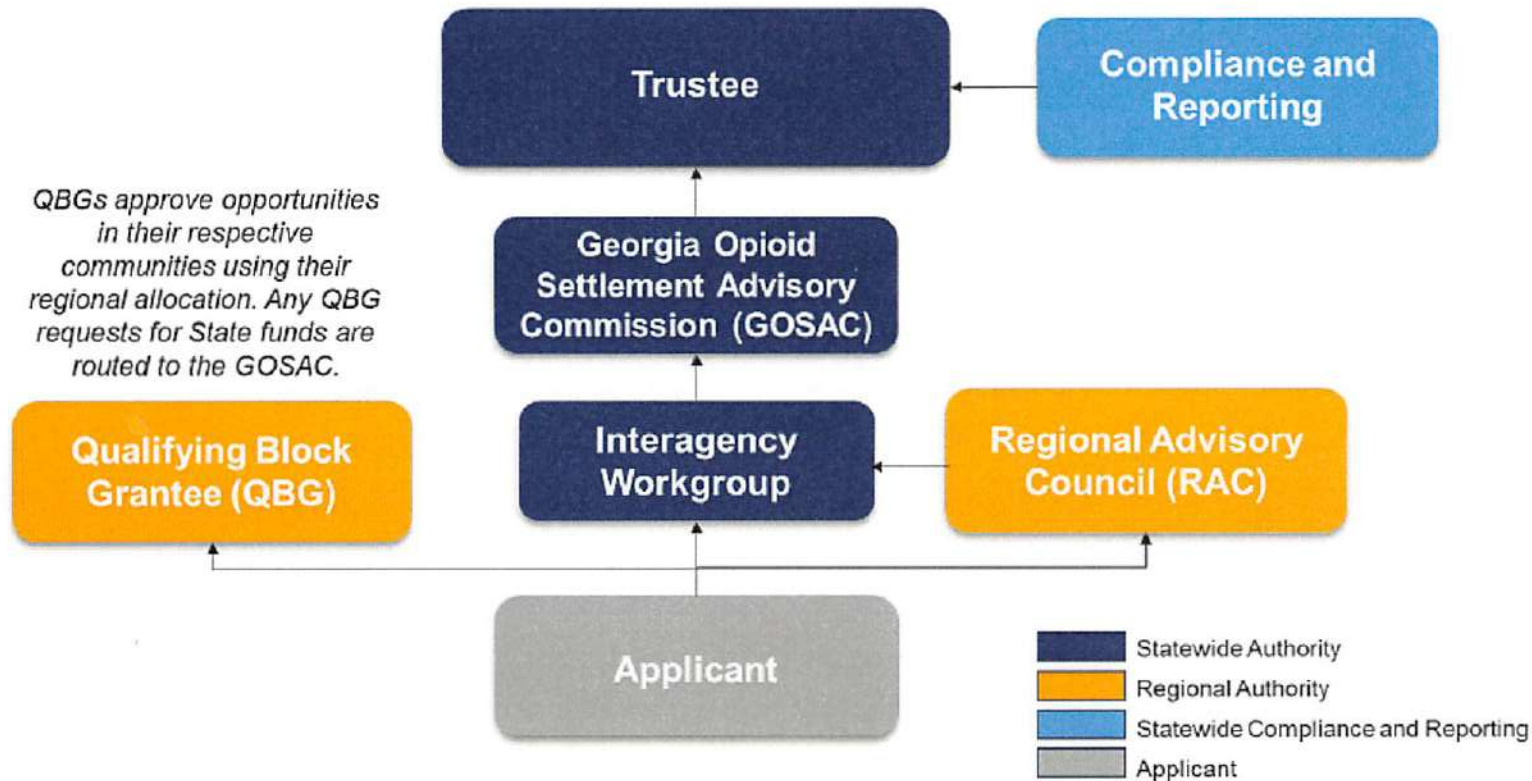 Trustee
Compliance and
Reporting
QBGs approve opportunities
in their respective
communities using their
regional allocation. Any QBG
requests for State funds are
routed to the GOSAC.
Georgia Opioid
Settlement Advisory
Commission (GOSAC)
Qualifying Block
Grantee (QBG)
Interagency
Workgroup
Regional Advisory
Council (RAC)
Applicant
Statewide Authority
Regional Authority
Statewide Compliance and Reporting
Applicant